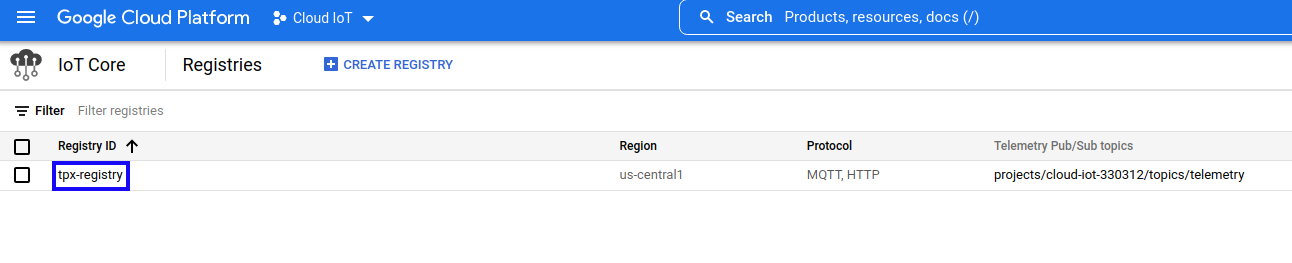 Google Cloud Platform Cloud IoT Search Products, resources, docs (/)
IoT Core Registries CREATE REGISTRY
Filter Filter registries
Registry ID Region Protocol Telemetry Pub/Sub topics
tpx-registry us-central1 MQTT, HTTP projects/cloud-iot-330312/topics/telemetry